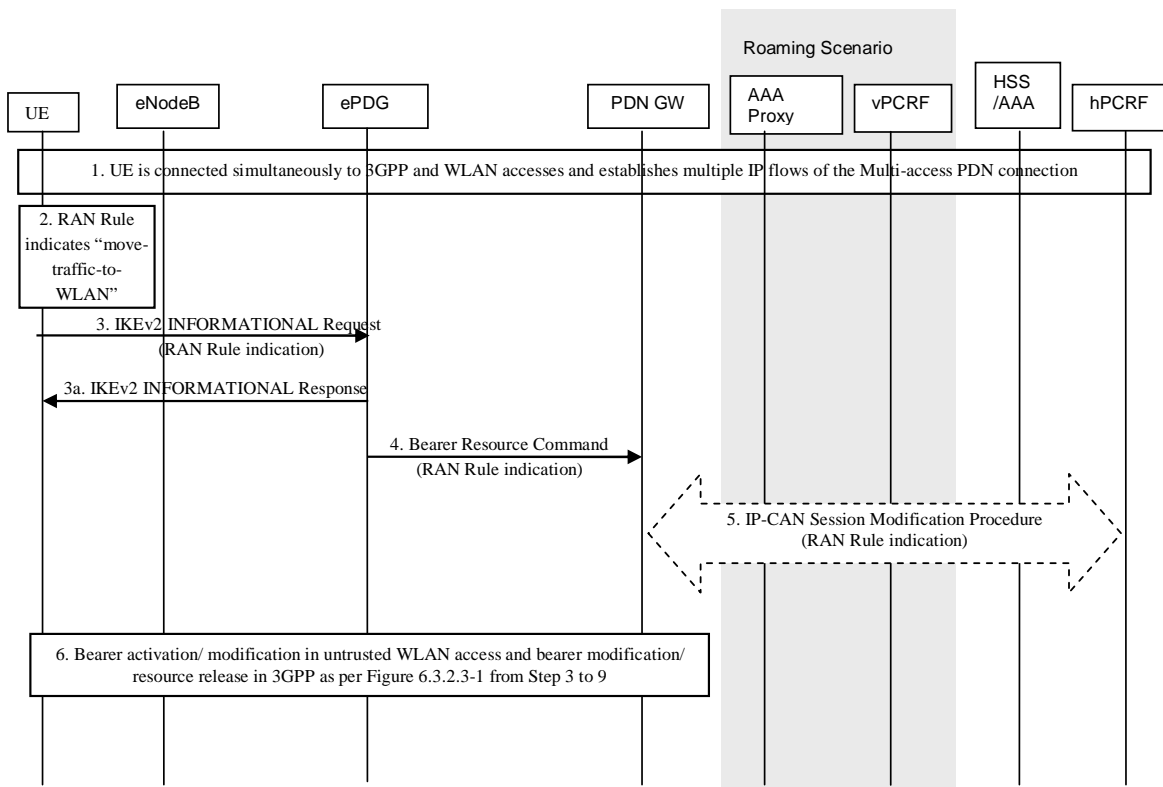 Roaming Scenario
UE
eNodeB
ePDG
PDN GW
AAA
Proxy
vPCRF
HSS
/AAA
hPCRF
1. UE is connected simultaneously to 3GPP and WLAN accesses and establishes multiple IP flows of the Multi-access PDN connection
2. RAN Rule
indicates “move-
traffic-to-
WLAN”
3. IKEv2 INFORMATIONAL Request
(RAN Rule indication)
3a. IKEv2 INFORMATIONAL Response
4. Bearer Resource Command
(RAN Rule indication)
5. IP-CAN Session Modification Procedure
(RAN Rule indication)
6. Bearer activation/ modification in untrusted WLAN access and bearer modification/
resource release in 3GPP as per Figure 6.3.2.3-1 from Step 3 to 9